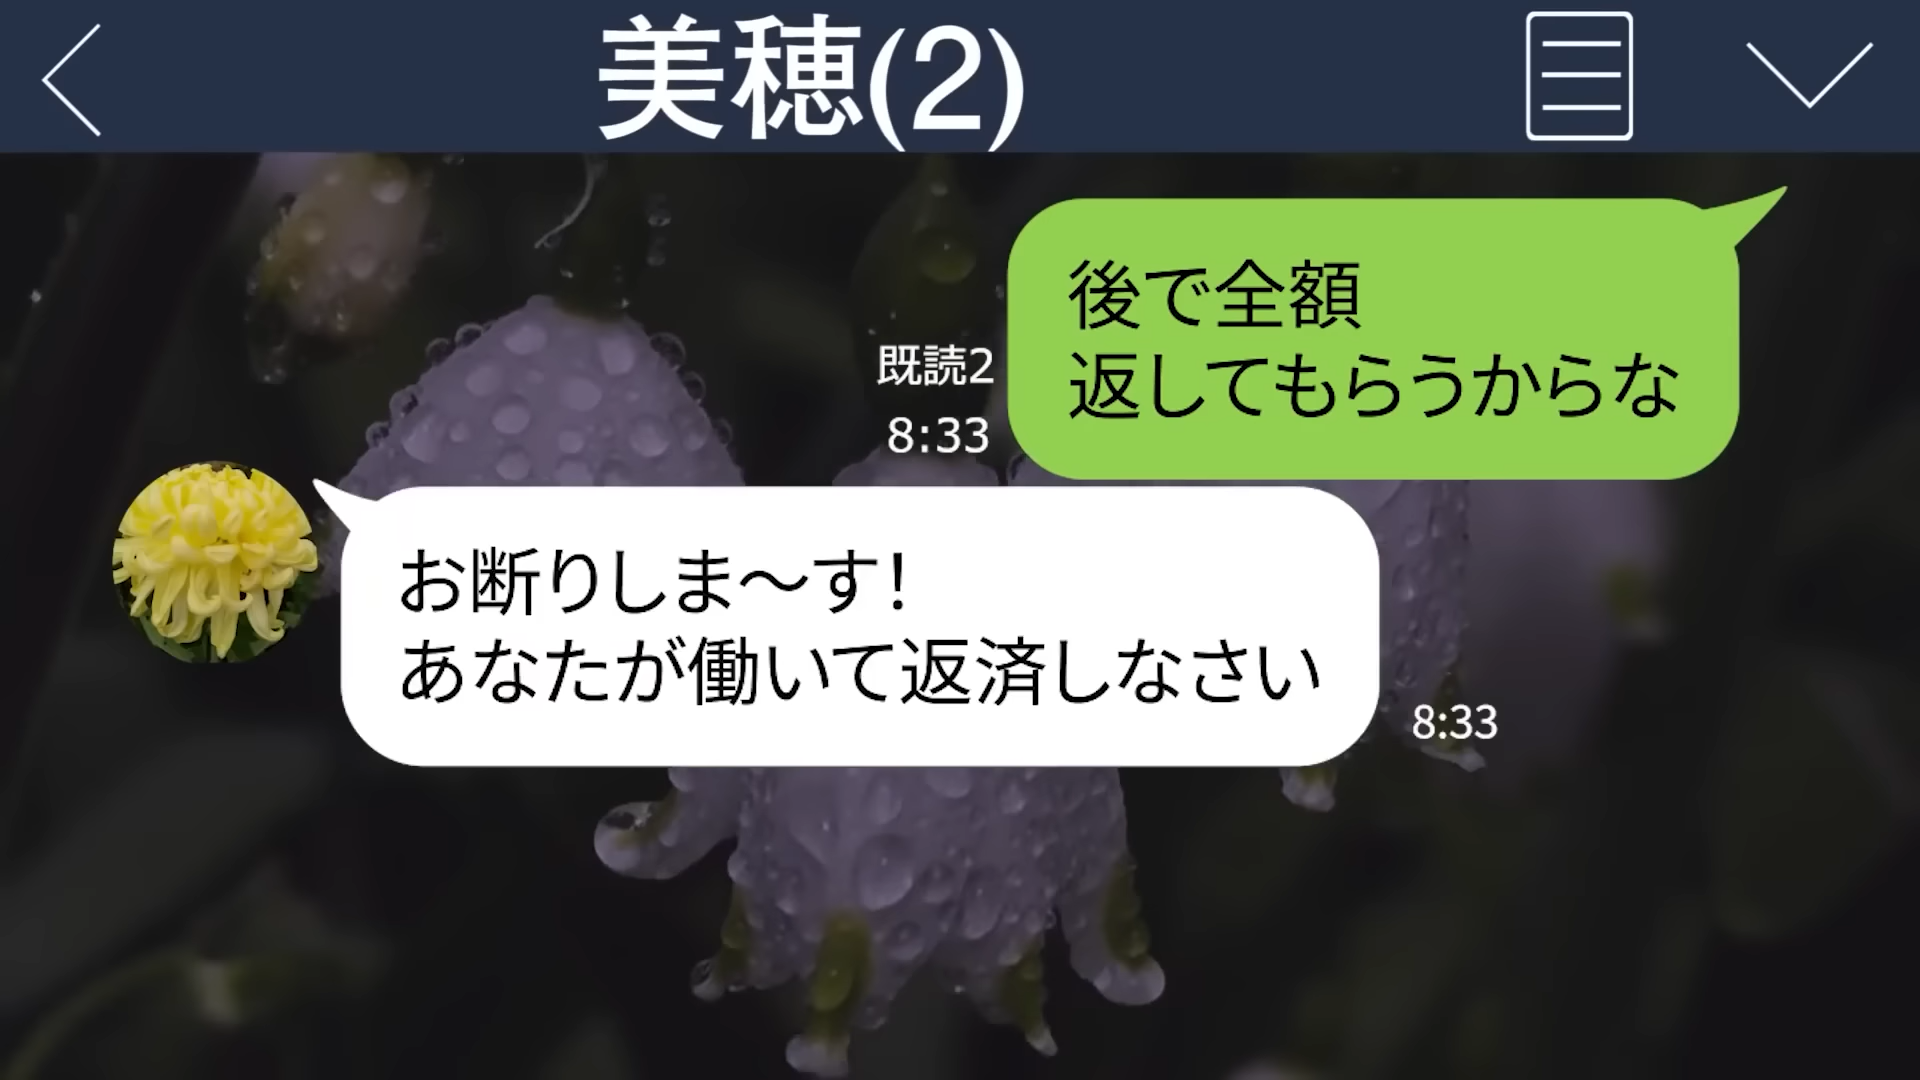 美穂(2)
後で全額
返してもらうからな
既読2
8:33
お断りしま～す!
あなたが働いて返済しなさい
8:33